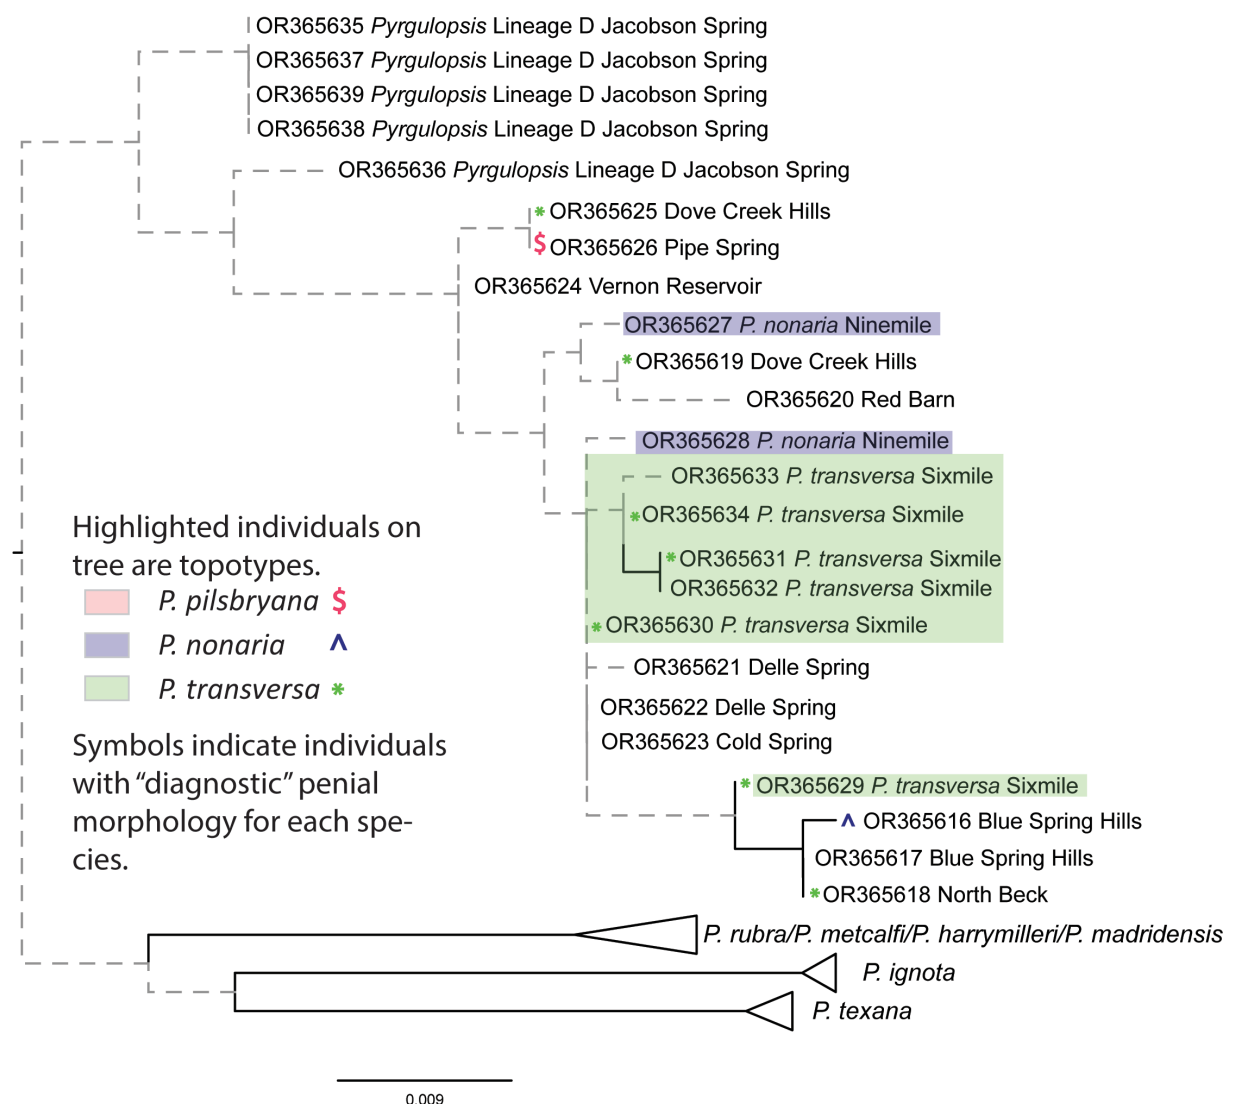 OR365635 Pyrgulopsis Lineage D Jacobson Spring
OR365637 Pyrgulopsis Lineage D Jacobson Spring
OR365639 Pyrgulopsis Lineage D Jacobson Spring
OR365638 Pyrgulopsis Lineage D Jacobson Spring
OR365636 Pyrgulopsis Lineage D Jacobson Spring
* OR365625 Dove Creek Hills
$ OR365626 Pipe Spring
OR365624 Vernon Reservoir
OR365627 P. nonaria Ninemile
* OR365619 Dove Creek Hills
OR365620 Red Barn
OR365628 P. nonaria Ninemile
OR365633 P. transversa Sixmile
* OR365634 P. transversa Sixmile
* OR365631 P. transversa Sixmile
OR365632 P. transversa Sixmile
* OR365630 P. transversa Sixmile
OR365621 Delle Spring
OR365622 Delle Spring
OR365623 Cold Spring
* OR365629 P. transversa Sixmile
^ OR365616 Blue Spring Hills
OR365617 Blue Spring Hills
* OR365618 North Beck
P. rubra/P. metcalfi/P. harrymilleri/P. madridensis
P. ignota
P. texana
Highlighted individuals on
tree are topotypes.
P. pilsbryana $
P. nonaria ^
P. transversa *
Symbols indicate individuals
with “diagnostic” penial
morphology for each spe-
cies.
0.009